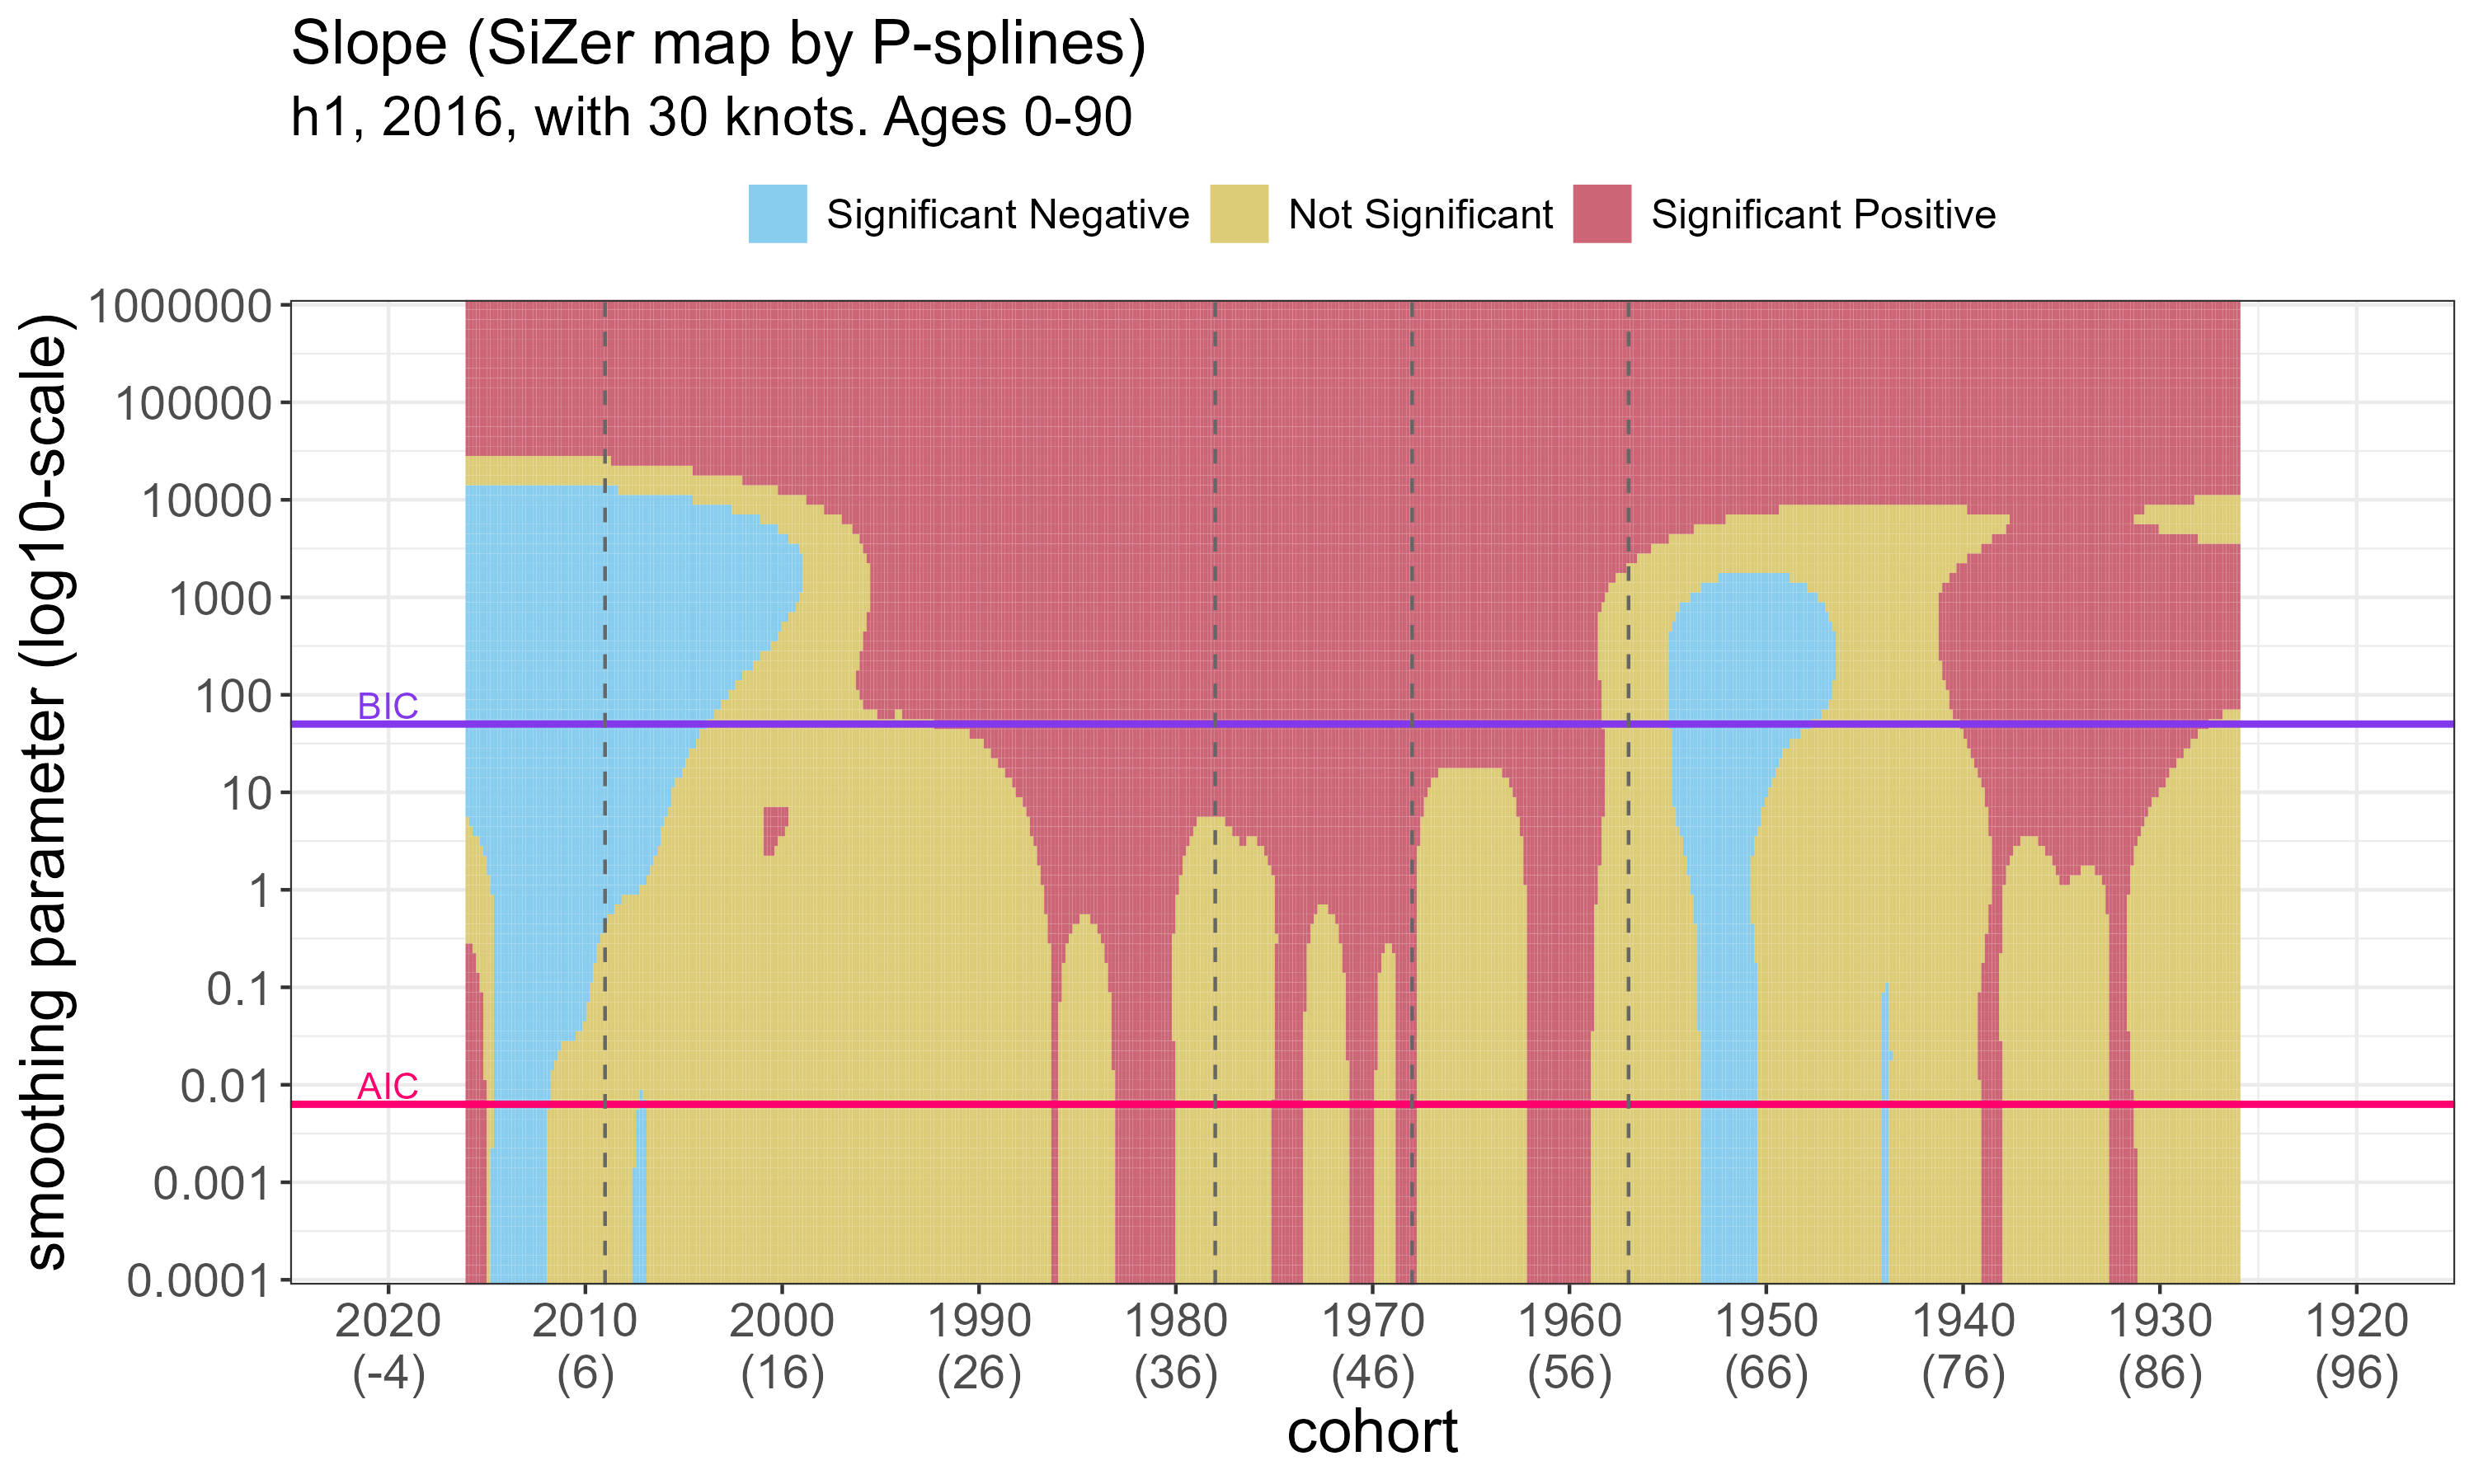 Slope (SiZer map by P-splines)
h1, 2016, with 30 knots. Ages 0-90
Significant Negative Not Significant Significant Positive
smoothing parameter (log10-scale)
1000000
100000
10000
1000
100
10
1
0.1
0.01
0.001
0.0001
BIC
AIC
2020 2010 2000 1990 1980 1970 1960 1950 1940 1930 1920
(-4) (6) (16) (26) (36) (46) (56) (66) (76) (86) (96)
cohort